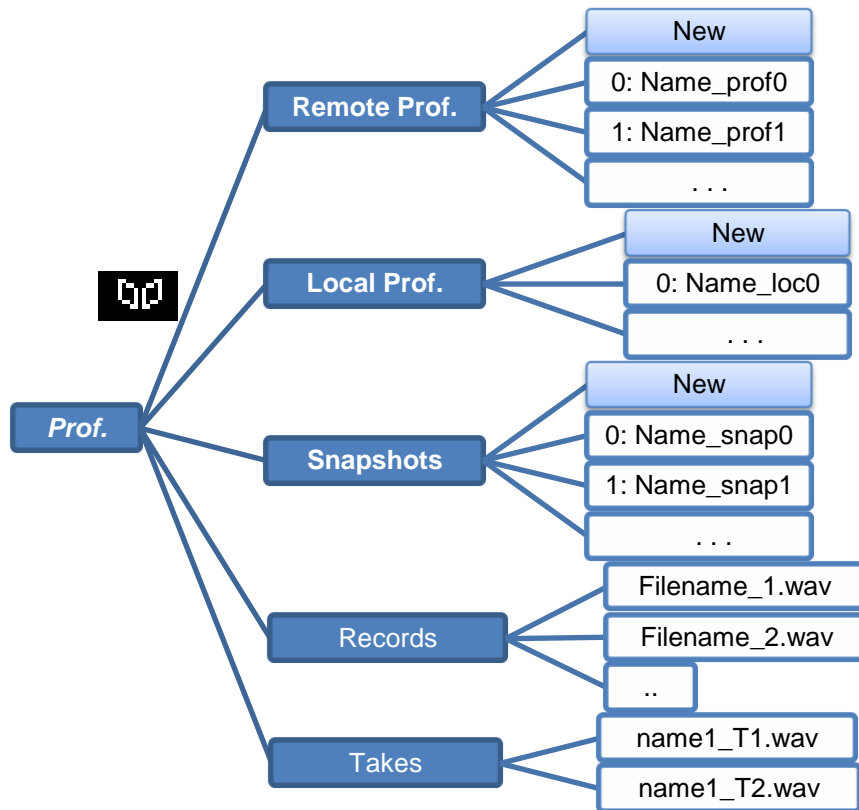 New
Remote Prof.
0: Name_prof0
1: Name_prof1
. . .
New
Local Prof.
0: Name_loc0
. . .
New
Prof.
0: Name_snap0
Snapshots
1: Name_snap1
. . .
Filename_1.wav
Records
Filename_2.wav
..
name1_T1.wav
Takes
name1_T2.wav